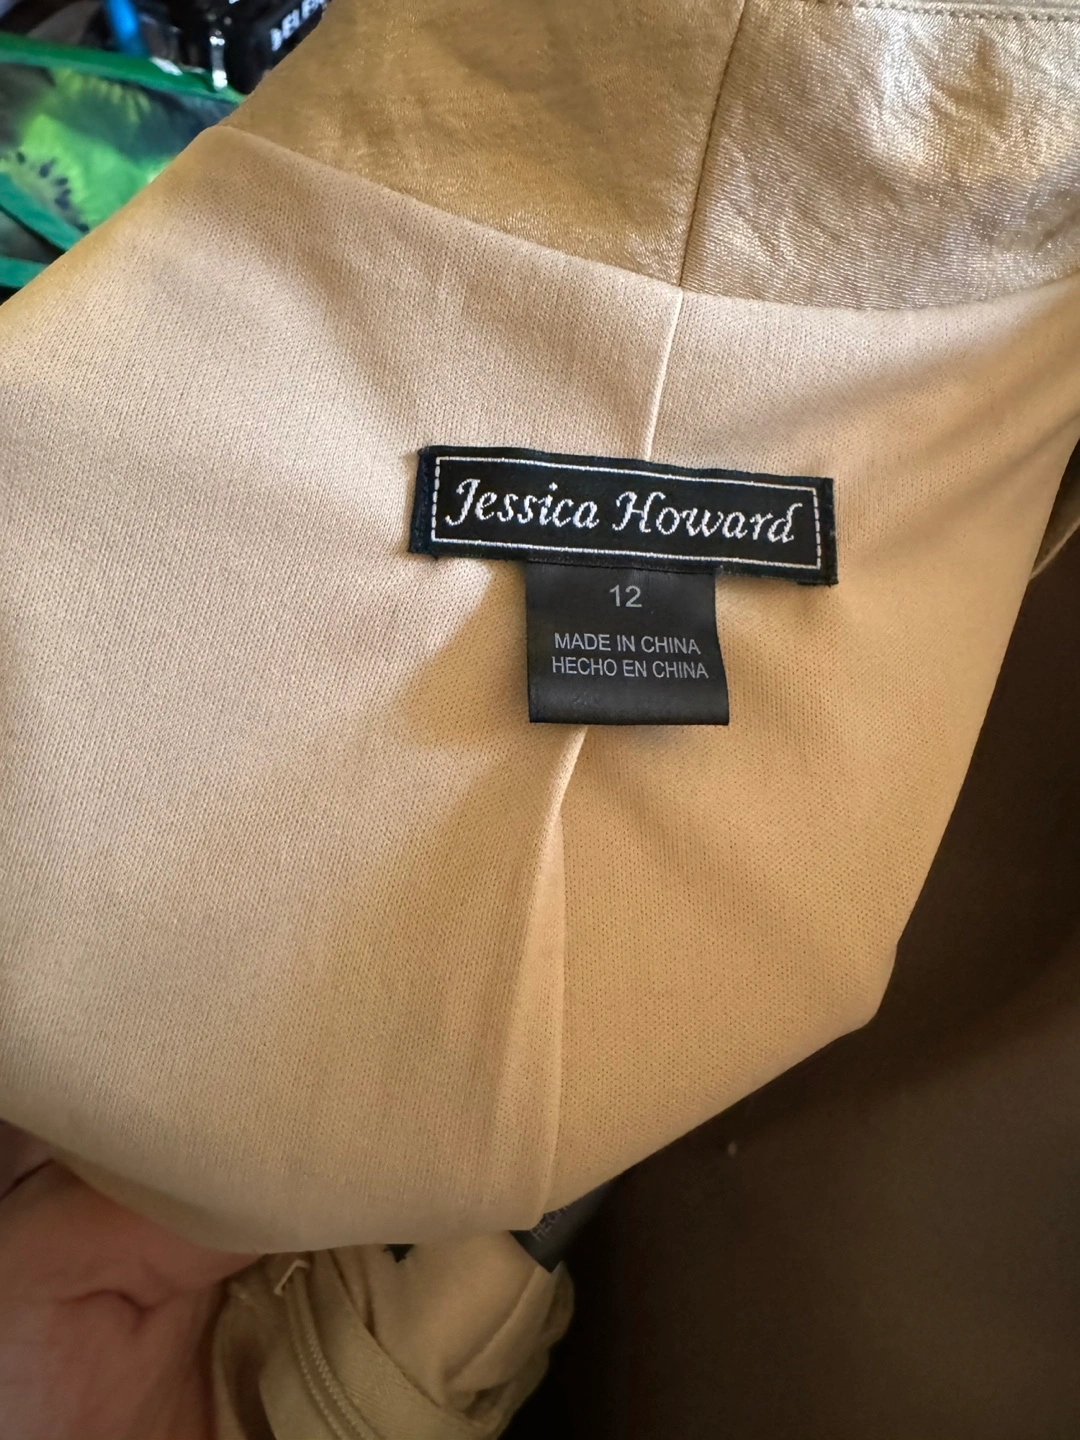 Jessica Howard
12
MADE IN CHINA
HECHO EN CHINA